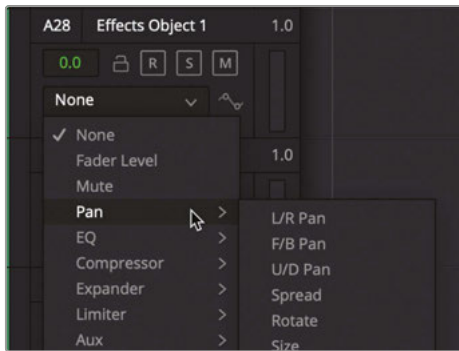 A28 Effects Object 1 1.0
0.0 R S M
None
None
Fader Level 1.0
Mute
Pan
L/R Pan
EQ
F/B Pan
Compressor
U/D Pan
Expander
Spread
Limiter
Rotate
Aux
Size